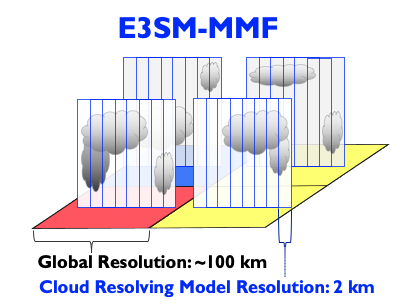 E3SM-MMF
Global Resolution: ~100 km
Cloud Resolving Model Resolution: 2 km